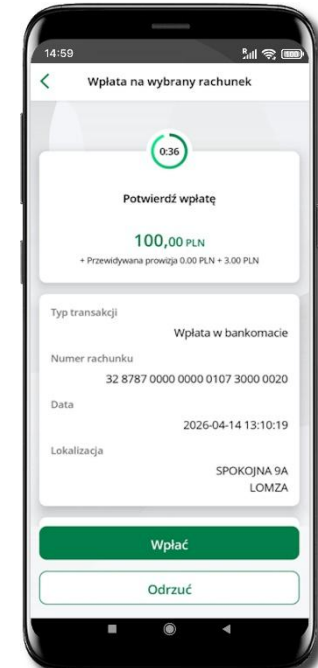 14:59
R
100
Wpłata na wybrany rachunek
0:36
Potwierdź wpłatę
100,00 PLN
+ Przewidywana prowizja 0.00 PLN + 3.00 PLN
Typ transakcji
Wpłata w bankomacie
Numer rachunku
32 8787 0000 0000 0107 3000 0020
Data
2026-04-14 13:10:19
Lokalizacja
SPOKOJNA 9A
LOMZA
Wpłać
Odrzuć